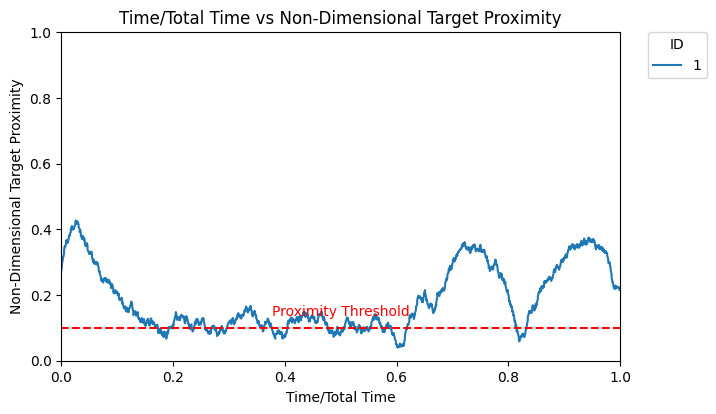 Time/Total Time vs Non-Dimensional Target Proximity
ID
1
Non-Dimensional Target Proximity
1.0
0.8
0.6
0.4
0.2
0.0
Proximity Threshold
0.0 0.2 0.4 0.6 0.8 1.0
Time/Total Time